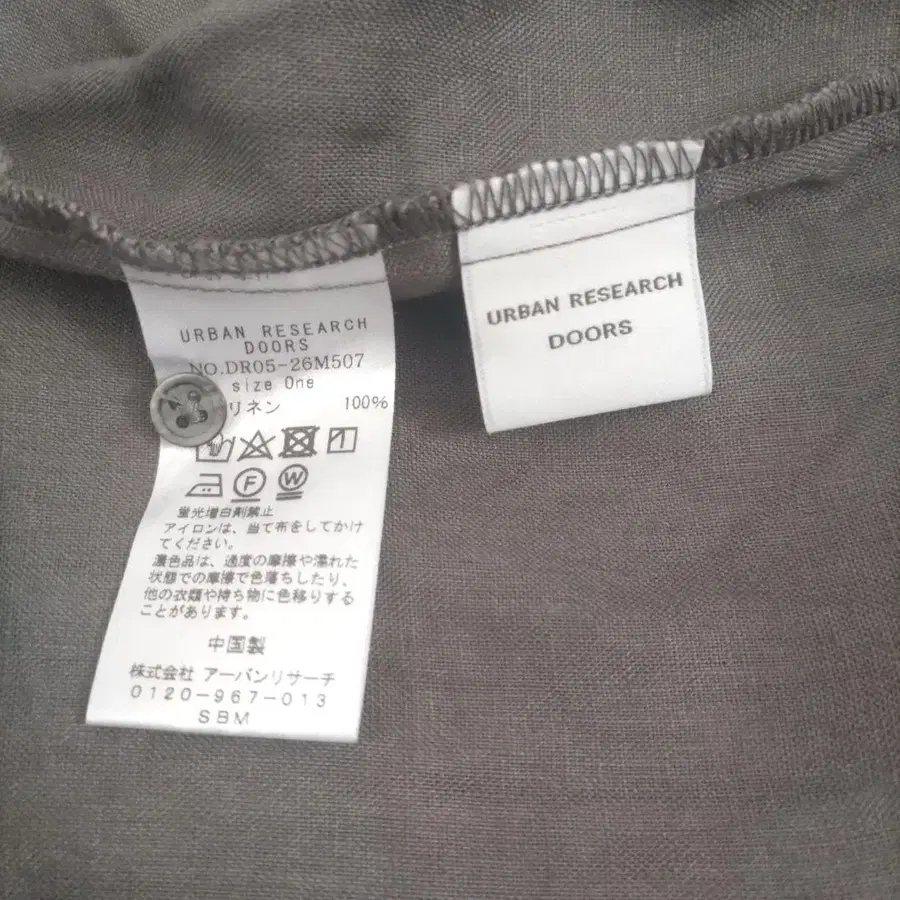 URBAN RESEARCH
DOORS
NO.DR05-26M507
size One
リネン 100%
F
W
蛍光増白剤禁止
アイロンは、当て布をしてかけ
てください。
濃色品は、過度の摩擦や濡れた
状態での摩擦で色落ちしたり、
他の衣類や持ち物に色移りする
ことがあります。
中国製
株式会社 アーバンリサーチ
0120-967-013
SBM
URBAN RESEARCH
DOORS